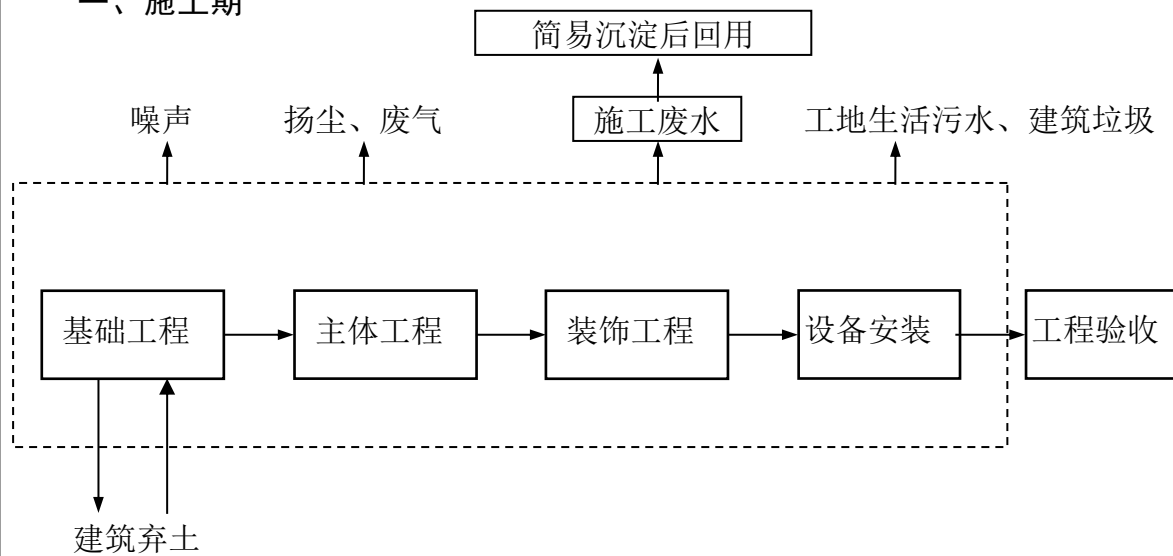 一、施工期
简易沉淀后回用
噪声
扬尘、废气
施工废水
工地生活污水、建筑垃圾
基础工程
主体工程
装饰工程
设备安装
工程验收
建筑弃土